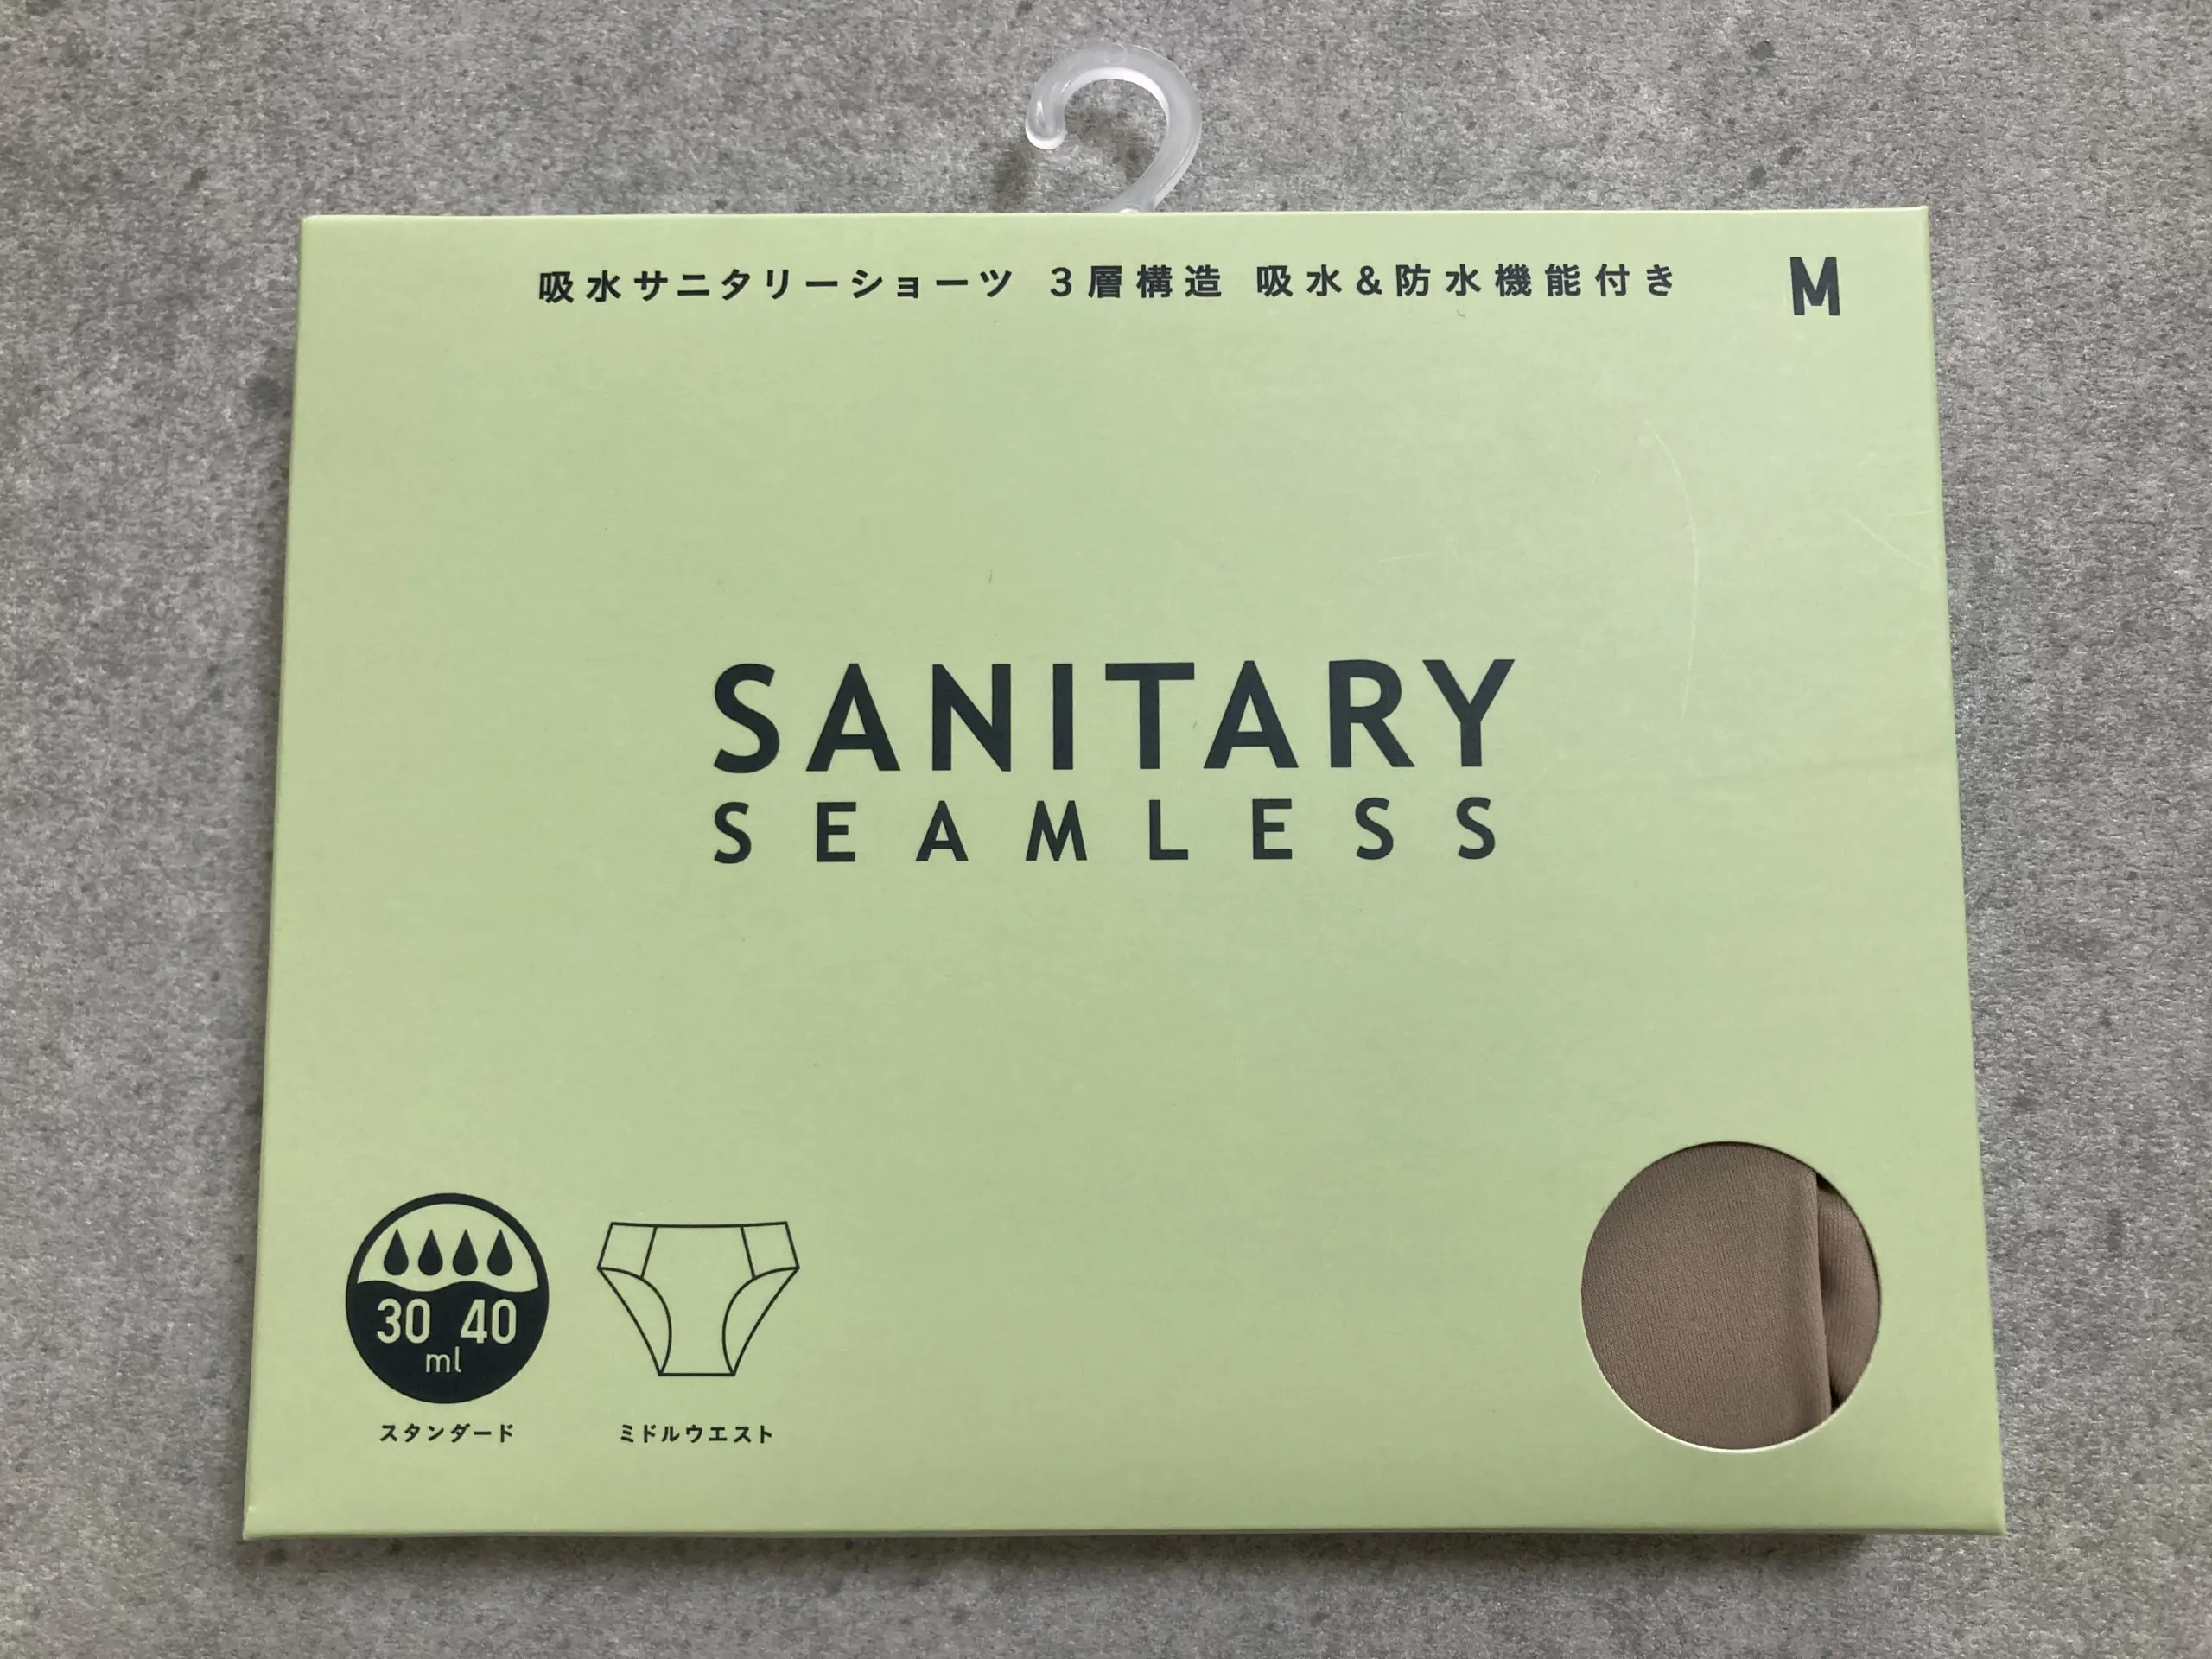 吸水サニタリーショーツ 3層構造 吸水&防水機能付き M
SANITARY
SEAMLESS
30 40
ml
スタンダード ミドルウエスト